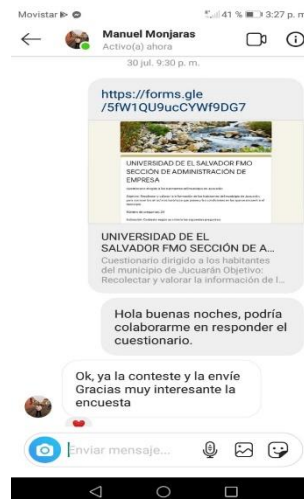 Movistar
41 % 3:27 p. m.
Manuel Monjaras
Activo(a) ahora
30 jul. 9:30 p. m.
https://forms.gle
/5fW1QU9ucCYWf9DG7
UNIVERSIDAD DE EL SALVADOR FMO
SECCIÓN DE ADMINISTRACIÓN DE
EMPRESA
UNIVERSIDAD DE EL
SALVADOR FMO SECCIÓN DE A...
Cuestionario dirigido a los habitantes
del municipio de Jucuarán Objetivo:
Recolectar y valorar la información de l...
Hola buenas noches, podría
colaborarme en responder el
cuestionario.
Ok, ya la conteste y la envíe
Gracias muy interesante la
encuesta
Enviar mensaje...